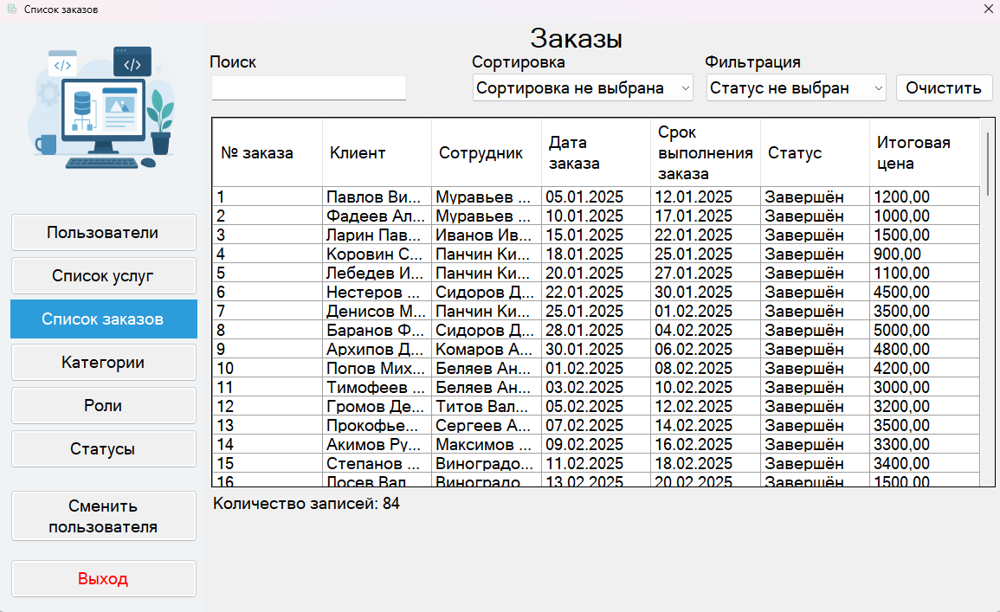 Список заказов
</>
</>
Заказы
Поиск
Сортировка
Фильтрация
Сортировка не выбрана
Статус не выбран
Очистить
Пользователи
Список услуг
Список заказов
Категории
Роли
Статусы
Сменить
пользователя
Выход
№ заказа Клиент Сотрудник Дата заказа Срок выполнения заказа Статус Итоговая цена
1 Павлов Ви... Муравьев ... 05.01.2025 12.01.2025 Завершён 1200,00
2 Фадеев Ал... Муравьев ... 10.01.2025 17.01.2025 Завершён 1000,00
3 Ларин Пав... Иванов Ив... 15.01.2025 22.01.2025 Завершён 1500,00
4 Коровин С... Панчин Ки... 18.01.2025 25.01.2025 Завершён 900,00
5 Лебедев И... Панчин Ки... 20.01.2025 27.01.2025 Завершён 1100,00
6 Нестеров ... Сидоров Д... 22.01.2025 30.01.2025 Завершён 4500,00
7 Денисов М... Панчин Ки... 25.01.2025 01.02.2025 Завершён 3500,00
8 Баранов Ф... Сидоров Д... 28.01.2025 04.02.2025 Завершён 5000,00
9 Архипов Д... Комаров А... 30.01.2025 06.02.2025 Завершён 4800,00
10 Попов Мих... Беляев Ан... 01.02.2025 08.02.2025 Завершён 4200,00
11 Тимофеев ... Беляев Ан... 03.02.2025 10.02.2025 Завершён 3000,00
12 Громов Де... Титов Вал... 05.02.2025 12.02.2025 Завершён 3200,00
13 Прокофье... Сергеев А... 07.02.2025 14.02.2025 Завершён 3500,00
14 Акимов Ру... Максимов ... 09.02.2025 16.02.2025 Завершён 3300,00
15 Степанов ... Виноградо... 11.02.2025 18.02.2025 Завершён 3400,00
16 Лосев Вал... Виноградо... 13.02.2025 20.02.2025 Завершён 1500,00
Количество записей: 84